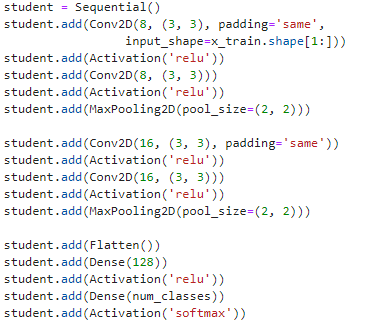 student = Sequential()
student.add(Conv2D(8, (3, 3), padding='same',
                 input_shape=x_train.shape[1:]))
student.add(Activation('relu'))
student.add(Conv2D(8, (3, 3)))
student.add(Activation('relu'))
student.add(MaxPooling2D(pool_size=(2, 2)))

student.add(Conv2D(16, (3, 3), padding='same'))
student.add(Activation('relu'))
student.add(Conv2D(16, (3, 3)))
student.add(Activation('relu'))
student.add(MaxPooling2D(pool_size=(2, 2)))

student.add(Flatten())
student.add(Dense(128))
student.add(Activation('relu'))
student.add(Dense(num_classes))
student.add(Activation('softmax'))